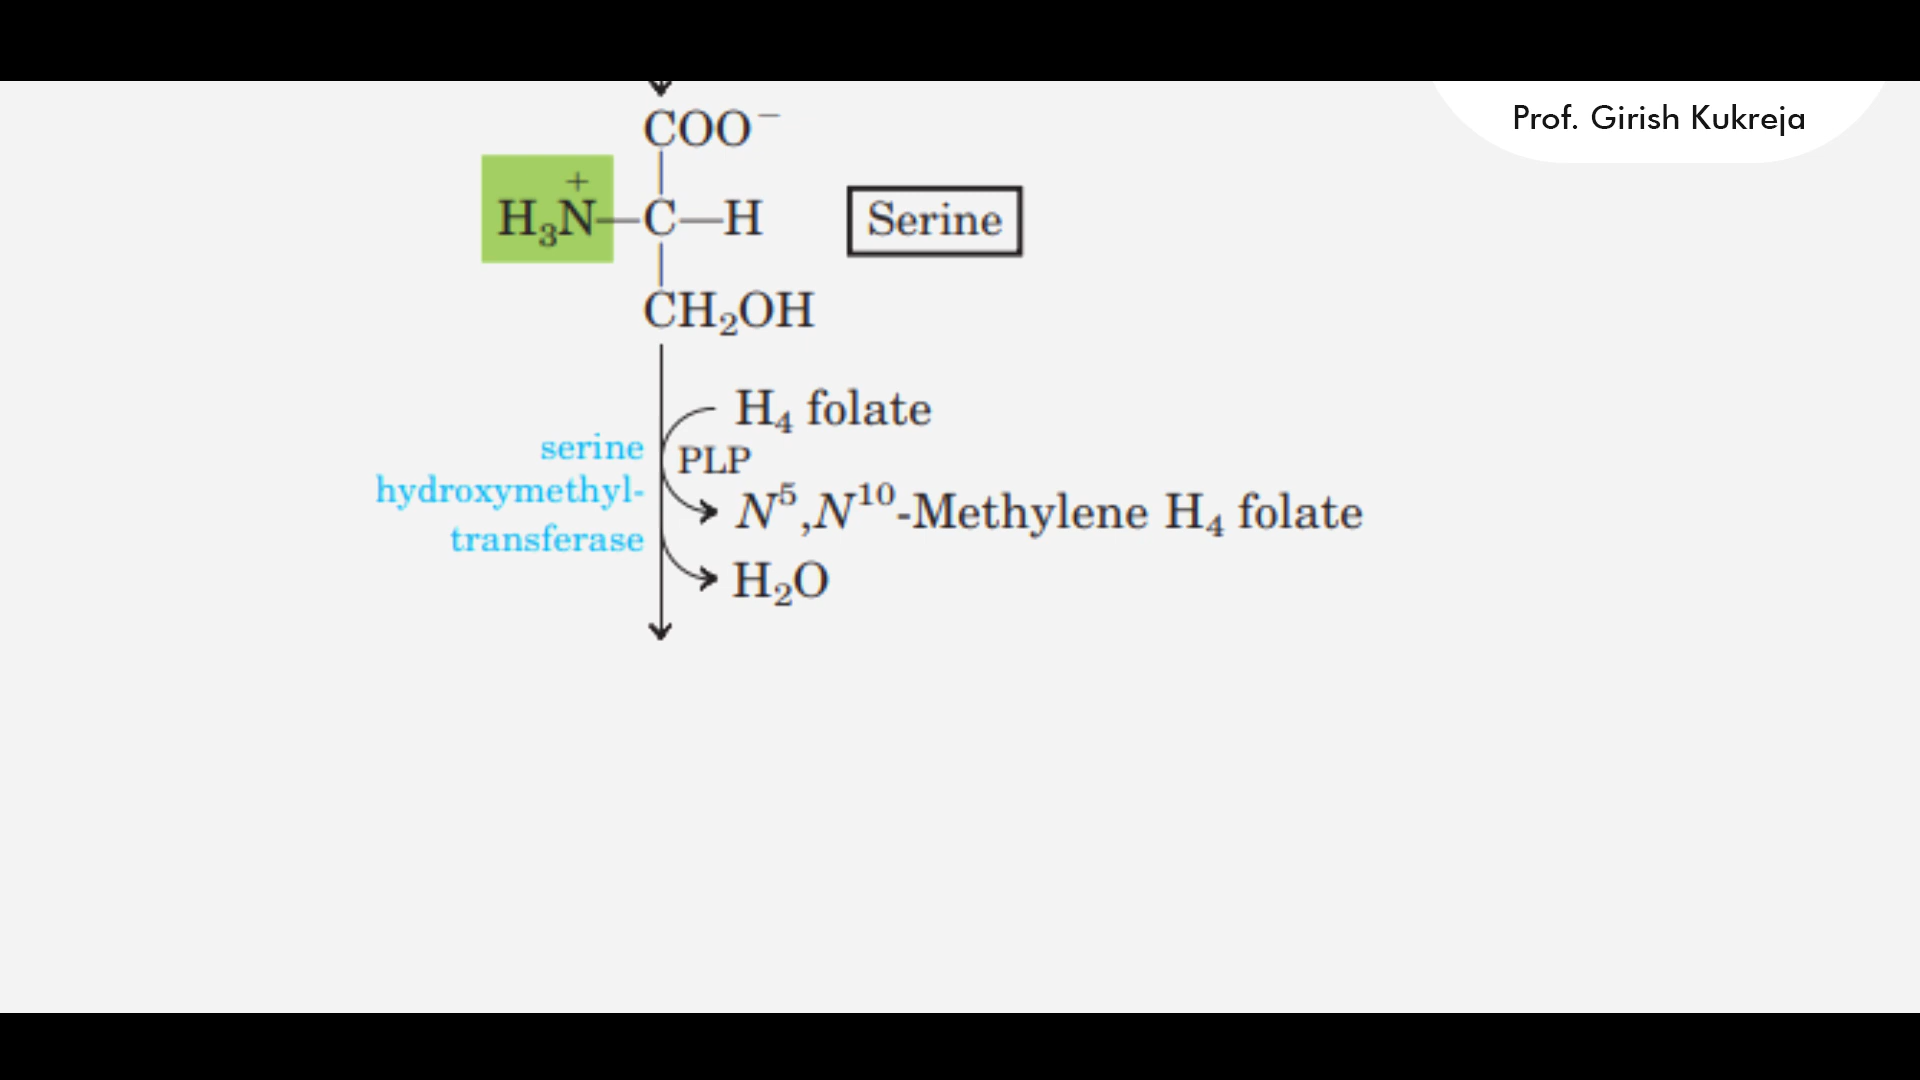 Prof. Girish Kukreja
COO⁻
H₃N⁺—C—H
Serine
CH₂OH
H₄ folate
serine
PLP
hydroxymethyl-
N⁵,N¹⁰-Methylene H₄ folate
transferase
H₂O